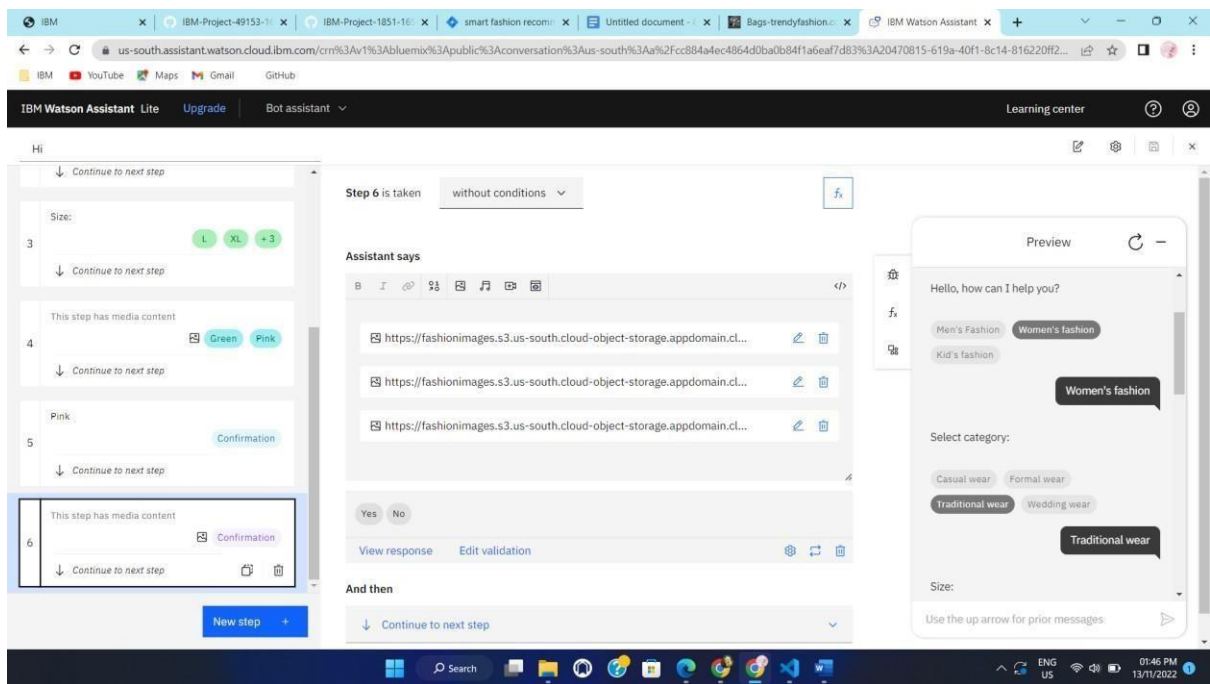 IBM
IBM-Project-49153-1
IBM-Project-1851-16
smart fashion recom
Untitled document - G
Bags-trendyfashion.c
IBM Watson Assistant
us-south.assistant.watson.cloud.ibm.com/crn%3Av1%3Abluemix%3Apublic%3Aconversation%3Aus-south%3Aa%2Fcc884a4ec4864d0ba0b84f1a6eaf7d83%3A20470815-619a-40f1-8c14-816220ff2...
IBM YouTube Maps Gmail GitHub
IBM Watson Assistant Lite Upgrade Bot assistant Learning center
Hi
Continue to next step
Size:
3
L XL +3
Continue to next step
This step has media content
4
Green Pink
Continue to next step
Pink
5
Confirmation
Continue to next step
This step has media content
6
Confirmation
Continue to next step
New step +
Step 6 is taken without conditions fx
Assistant says
B I </>
https://fashionimages.s3.us-south.cloud-object-storage.appdomain.cl...
https://fashionimages.s3.us-south.cloud-object-storage.appdomain.cl...
https://fashionimages.s3.us-south.cloud-object-storage.appdomain.cl...
Yes No
View response Edit validation
And then
Continue to next step
fx
Preview
Hello, how can I help you?
Men's Fashion Women's fashion
Kid's fashion
Women's fashion
Select category:
Casual wear Formal wear
Traditional wear Wedding wear
Traditional wear
Size:
Use the up arrow for prior messages
Search
ENG
US
01:46 PM
13/11/2022
1